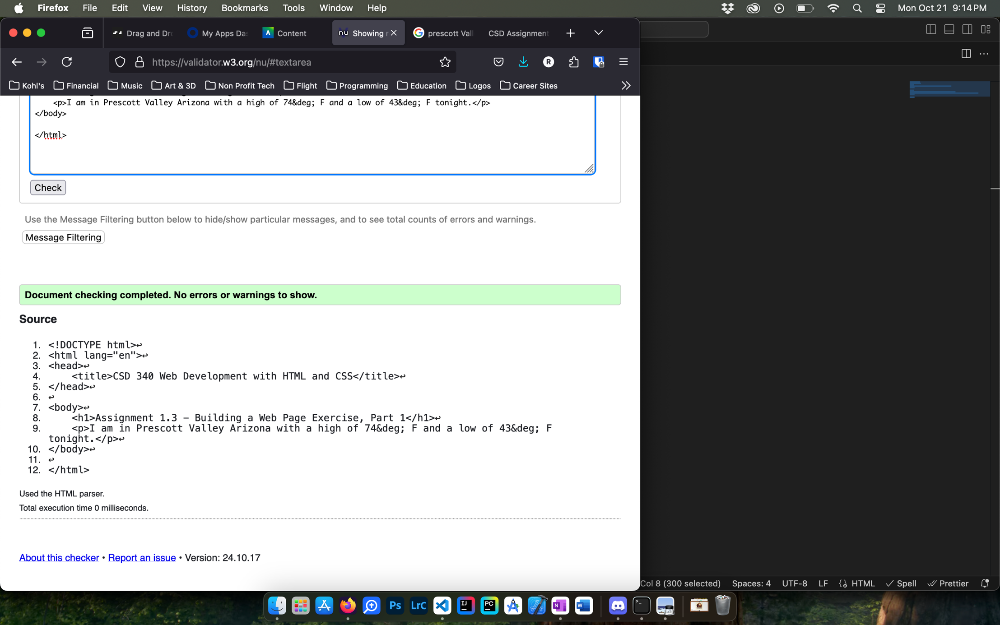 Firefox File Edit View History Bookmarks Tools Window Help Mon Oct 21 9:14 PM
Drag and Dr My Apps Das Content nu Showing r prescott Vall CSD Assignment
https://validator.w3.org/nu/#textarea R
Kohl's Financial Music Art & 3D Non Profit Tech Flight Programming Education Logos Career Sites
<p>I am in Prescott Valley Arizona with a high of 74&deg; F and a low of 43&deg; F tonight.</p>
</body>
</html>
Check
Use the Message Filtering button below to hide/show particular messages, and to see total counts of errors and warnings.
Message Filtering
Document checking completed. No errors or warnings to show.
Source
1. <!DOCTYPE html>↩
2. <html lang="en">↩
3. <head>↩
4. <title>CSD 340 Web Development with HTML and CSS</title>↩
5. </head>↩
6. ↩
7. <body>↩
8. <h1>Assignment 1.3 – Building a Web Page Exercise, Part 1</h1>↩
9. <p>I am in Prescott Valley Arizona with a high of 74&deg; F and a low of 43&deg; F
tonight.</p>↩
10. </body>↩
11. ↩
12. </html>
Used the HTML parser.
Total execution time 0 milliseconds.
About this checker • Report an issue • Version: 24.10.17
Col 8 (300 selected) Spaces: 4 UTF-8 LF HTML Spell Prettier
Ps LrC IJ PC N W